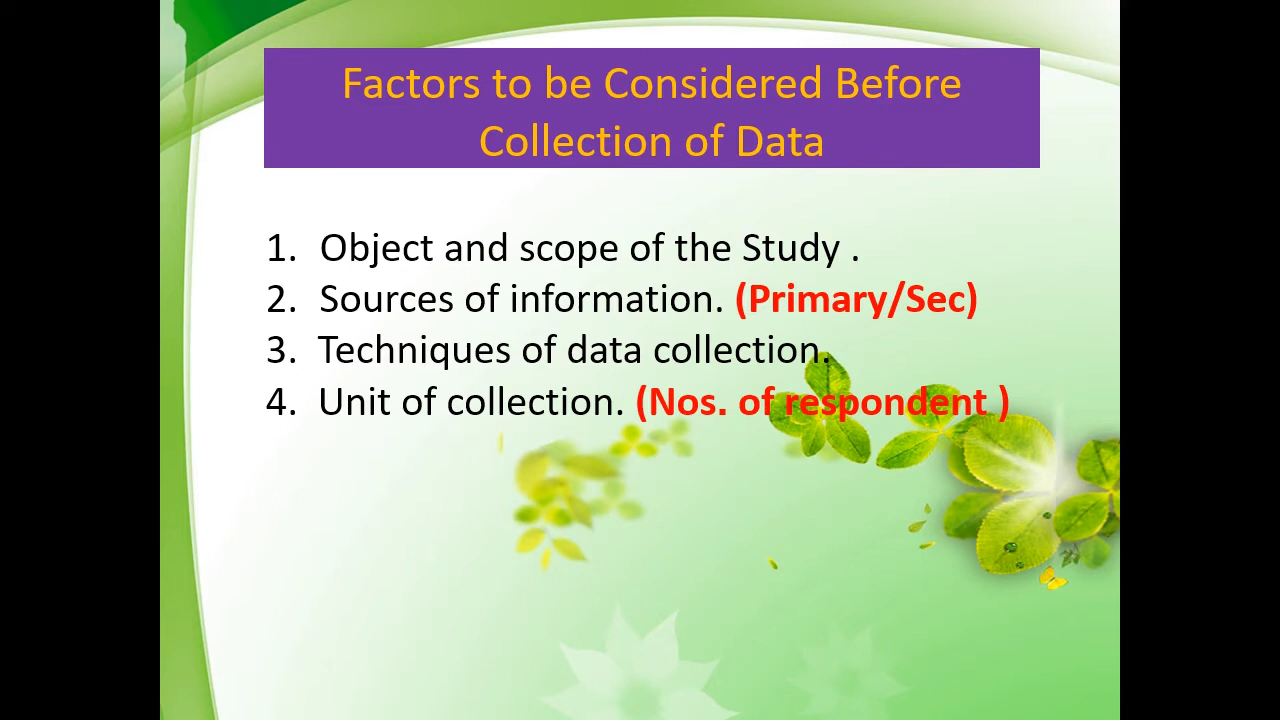 Factors to be Considered Before
Collection of Data
1. Object and scope of the Study .
2. Sources of information. (Primary/Sec)
3. Techniques of data collection.
4. Unit of collection. (Nos. of respondent )